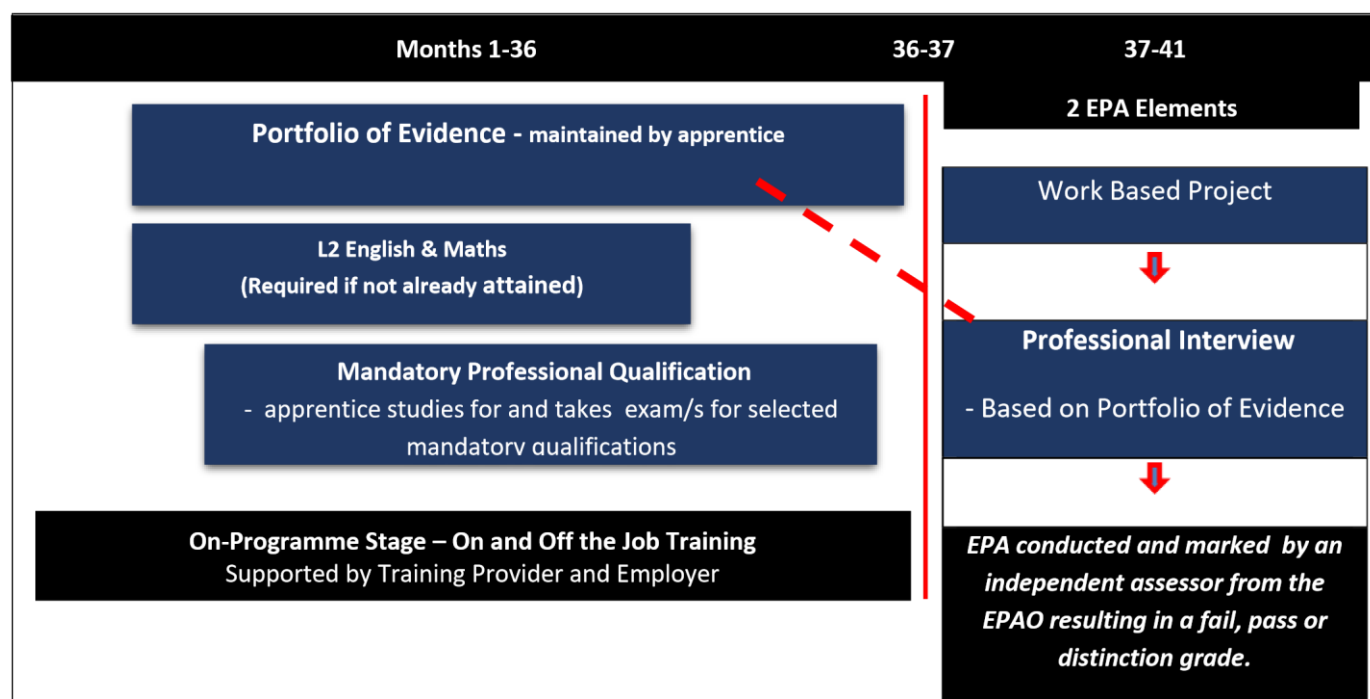 Months 1-36
36-37
37-41
2 EPA Elements
Portfolio of Evidence - maintained by apprentice
L2 English & Maths
(Required if not already attained)
Mandatory Professional Qualification
- apprentice studies for and takes exam/s for selected
mandatory qualifications
On-Programme Stage – On and Off the Job Training
Supported by Training Provider and Employer
Work Based Project
Professional Interview
- Based on Portfolio of Evidence
EPA conducted and marked by an
independent assessor from the
EPAO resulting in a fail, pass or
distinction grade.